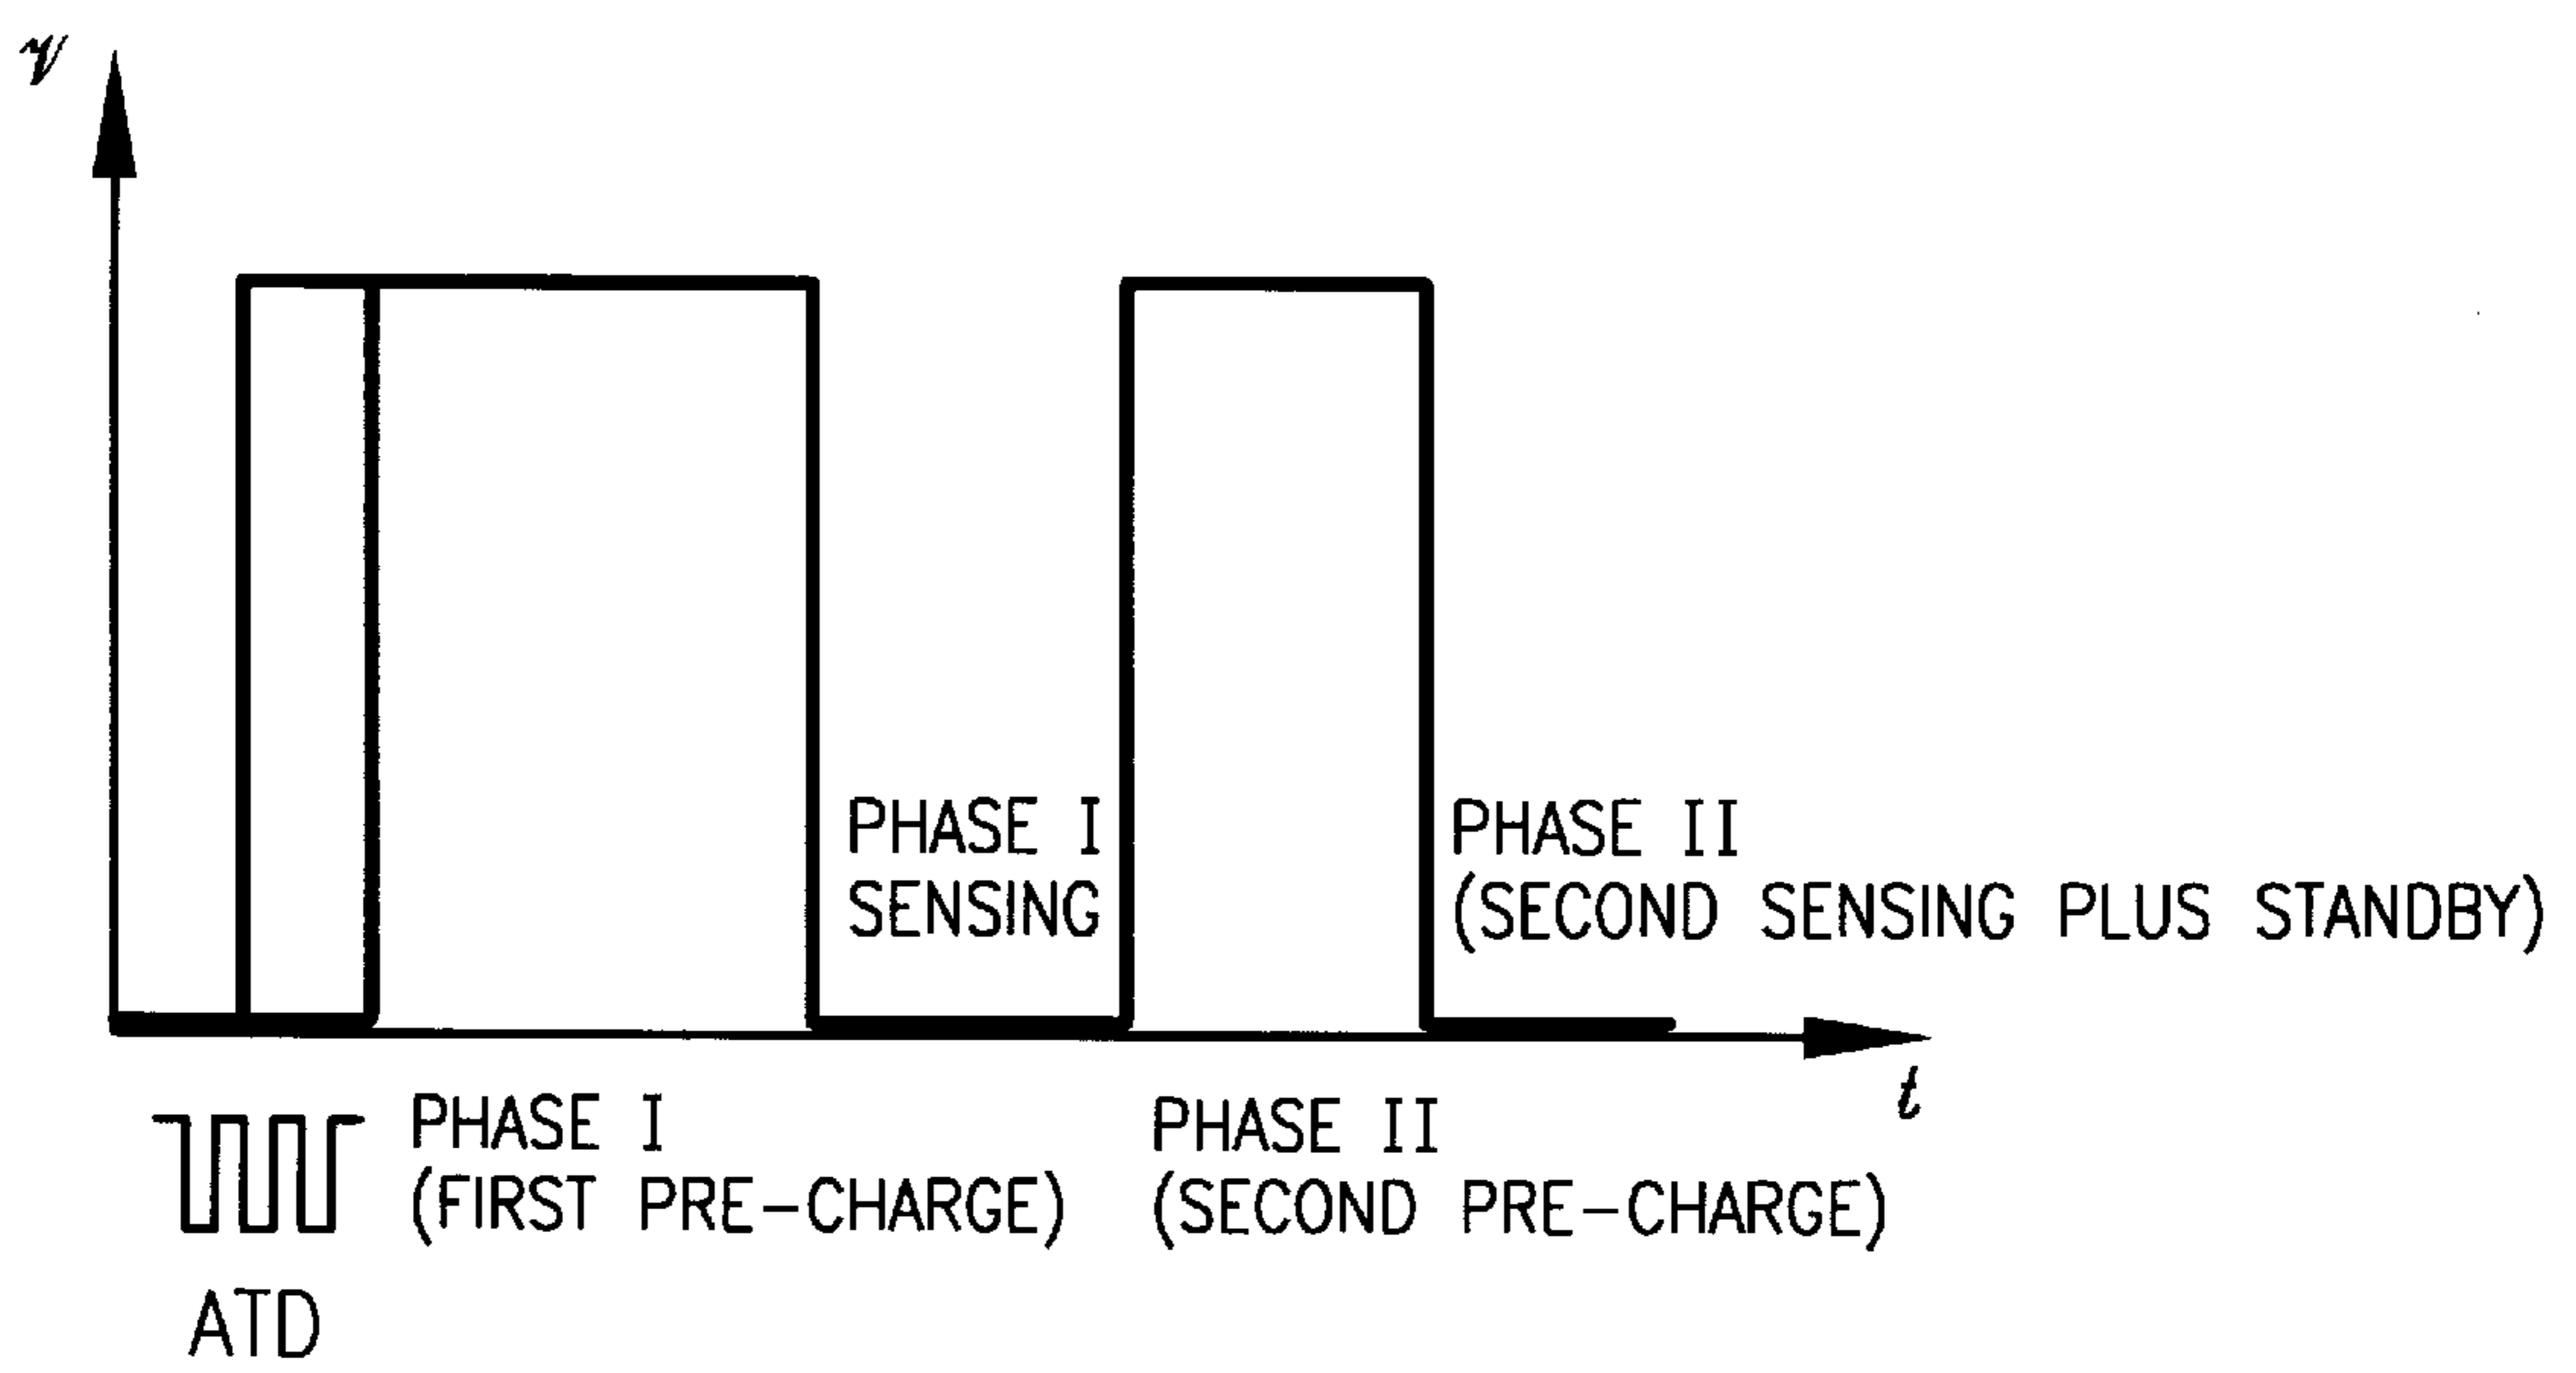 v
PHASE I
SENSING
PHASE II
(SECOND SENSING PLUS STANDBY)
t
PHASE I
(FIRST PRE-CHARGE)
PHASE II
(SECOND PRE-CHARGE)
ATD